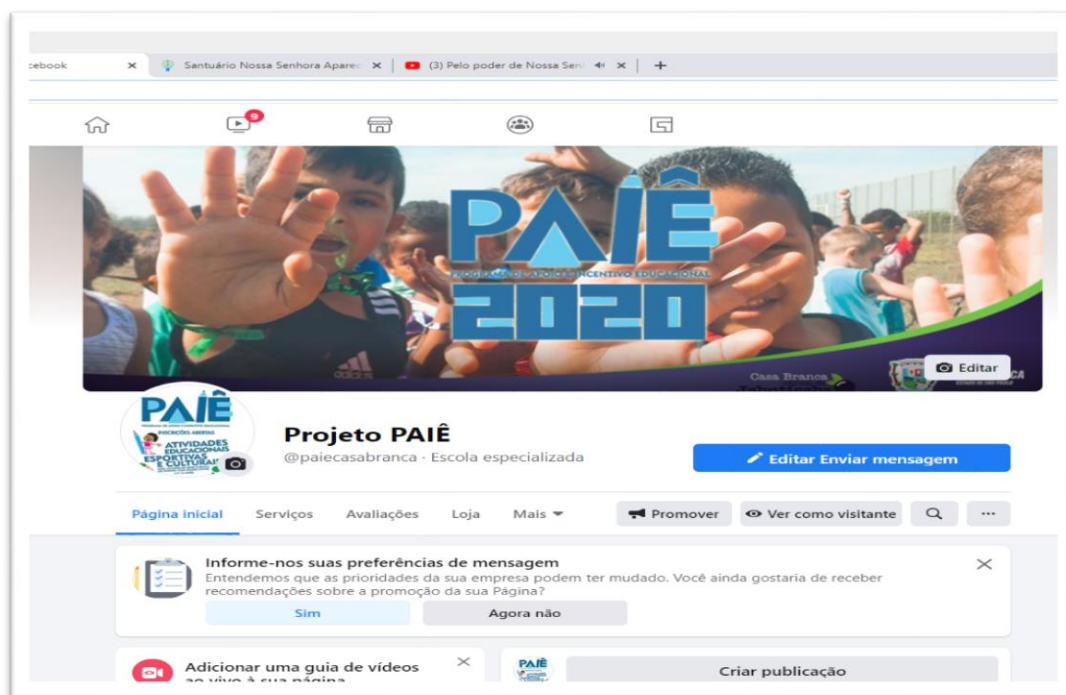 cebook
Santuário Nossa Senhora Aparec
(3) Pelo poder de Nossa Sen
9
PAIÊ
PROGRAMA DE APOIO E INCENTIVO EDUCACIONAL
2020
Casa Branca
Editar
PAIÊ
INSCRIÇÕES ABERTAS
ATIVIDADES
EDUCACIONAIS
ESPORTIVAS
E CULTURAIS
Projeto PAIÊ
@paiecasabranca · Escola especializada
Editar Enviar mensagem
Página inicial Serviços Avaliações Loja Mais Promover Ver como visitante
Informe-nos suas preferências de mensagem
Entendemos que as prioridades da sua empresa podem ter mudado. Você ainda gostaria de receber
recomendações sobre a promoção da sua Página?
Sim Agora não
Adicionar uma guia de vídeos
ao vivo à sua página
PAIÊ
Criar publicação